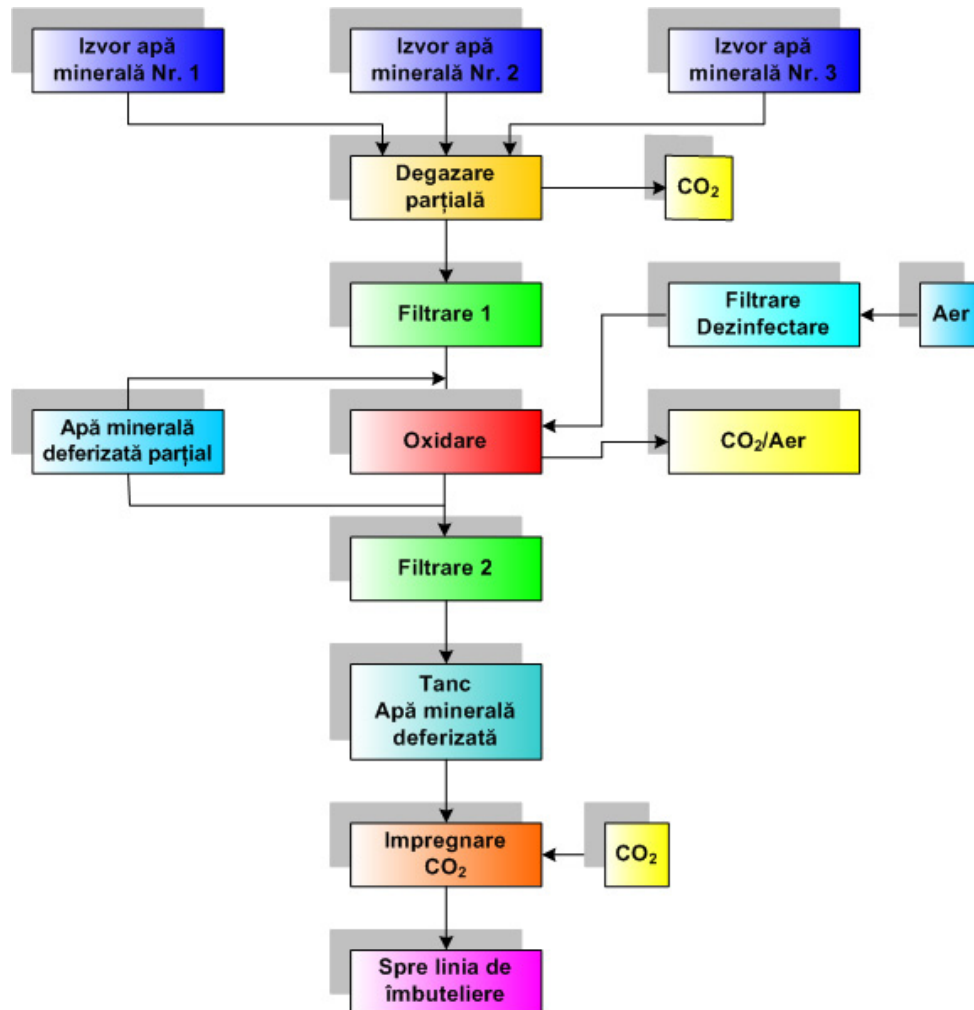 Izvor apă
minerală Nr. 1
Izvor apă
minerală Nr. 2
Izvor apă
minerală Nr. 3
Degazare
parțială
CO₂
Filtrare 1
Filtrare
Dezinfectare
Aer
Apă minerală
deferizată parțial
Oxidare
CO₂/Aer
Filtrare 2
Tanc
Apă minerală
deferizată
Impregnare
CO₂
CO₂
Spre linia de
îmbuteliere